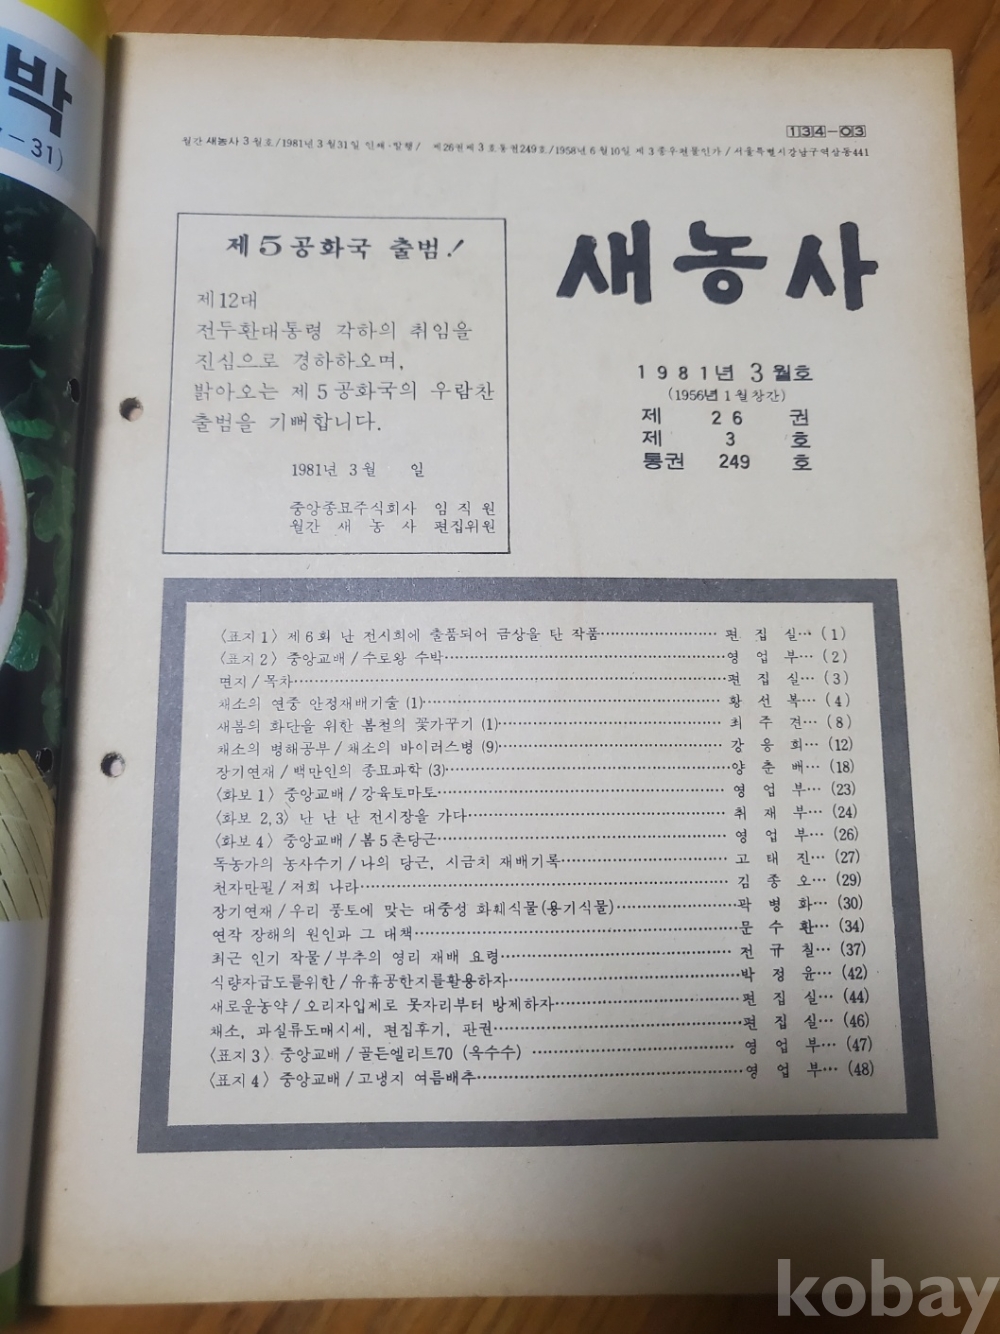 박
-31)
134-03
월간 새농사 3월호/1981년 3월31일 인쇄·발행/ 제26권제3호통권249호/1958년 6월10일 제3종우편물인가/서울특별시강남구역삼동441
제5공화국 출범!
제12대
전두환대통령 각하의 취임을
진심으로 경하하오며,
밝아오는 제5공화국의 우람찬
출범을 기뻐합니다.
1981년 3월 일
중앙종묘주식회사 임직원
월간 새농사 편집위원
새농사
1981년 3월호
(1956년 1월창간)
제 26 권
제 3 호
통권 249 호
〈표지1〉 제6회 난 전시회에 출품되어 금상을 탄 작품 편집실 (1)
〈표지2〉 중앙교배/수로왕 수박 영업부 (2)
면지/목차 편집실 (3)
채소의 연중 안정재배기술 (1) 황선복 (4)
새봄의 화단을 위한 봄철의 꽃가꾸기 (1) 최주견 (8)
채소의 병해공부/채소의 바이러스병 (9) 강응희 (12)
장기연재/백만인의 종묘과학 (3) 양춘배 (18)
〈화보1〉 중앙교배/강육토마토 영업부 (23)
〈화보2,3〉 난 난 난 전시장을 가다 취재부 (24)
〈화보4〉 중앙교배/봄5촌당근 영업부 (26)
독농가의 농사수기/나의 당근, 시금치 재배기록 고태진 (27)
천자만필/저희 나라 김종오 (29)
장기연재/우리 풍토에 맞는 대중성 화훼식물(용기식물) 곽병화 (30)
연작 장해의 원인과 그 대책 문수환 (34)
최근 인기 작물/부추의 영리 재배 요령 전규칠 (37)
식량자급도를위한/유휴공한지를활용하자 박정윤 (42)
새로운농약/오리자입제로 못자리부터 방제하자 편집실 (44)
채소, 과실류도매시세, 편집후기, 판권 편집실 (46)
〈표지3〉 중앙교배/골든엘리트70 (옥수수) 영업부 (47)
〈표지4〉 중앙교배/고냉지 여름배추 영업부 (48)
kobay